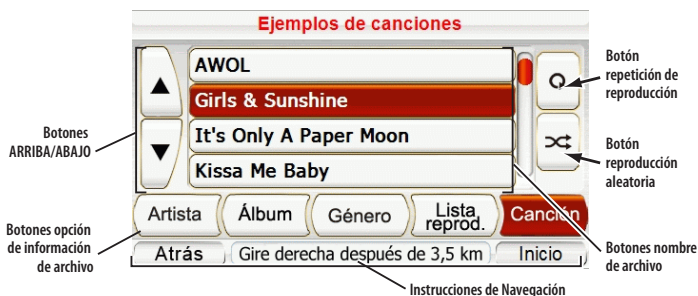 Ejemplos de canciones
AWOL
Girls & Sunshine
It's Only A Paper Moon
Kissa Me Baby
Artista
Álbum
Género
Lista
reprod.
Canción
Atrás
Gire derecha después de 3,5 km
Inicio
Botones
ARRIBA/ABAJO
Botones opción
de información
de archivo
Botón
repetición de
reproducción
Botón
reproducción
aleatoria
Botones nombre
de archivo
Instrucciones de Navegación